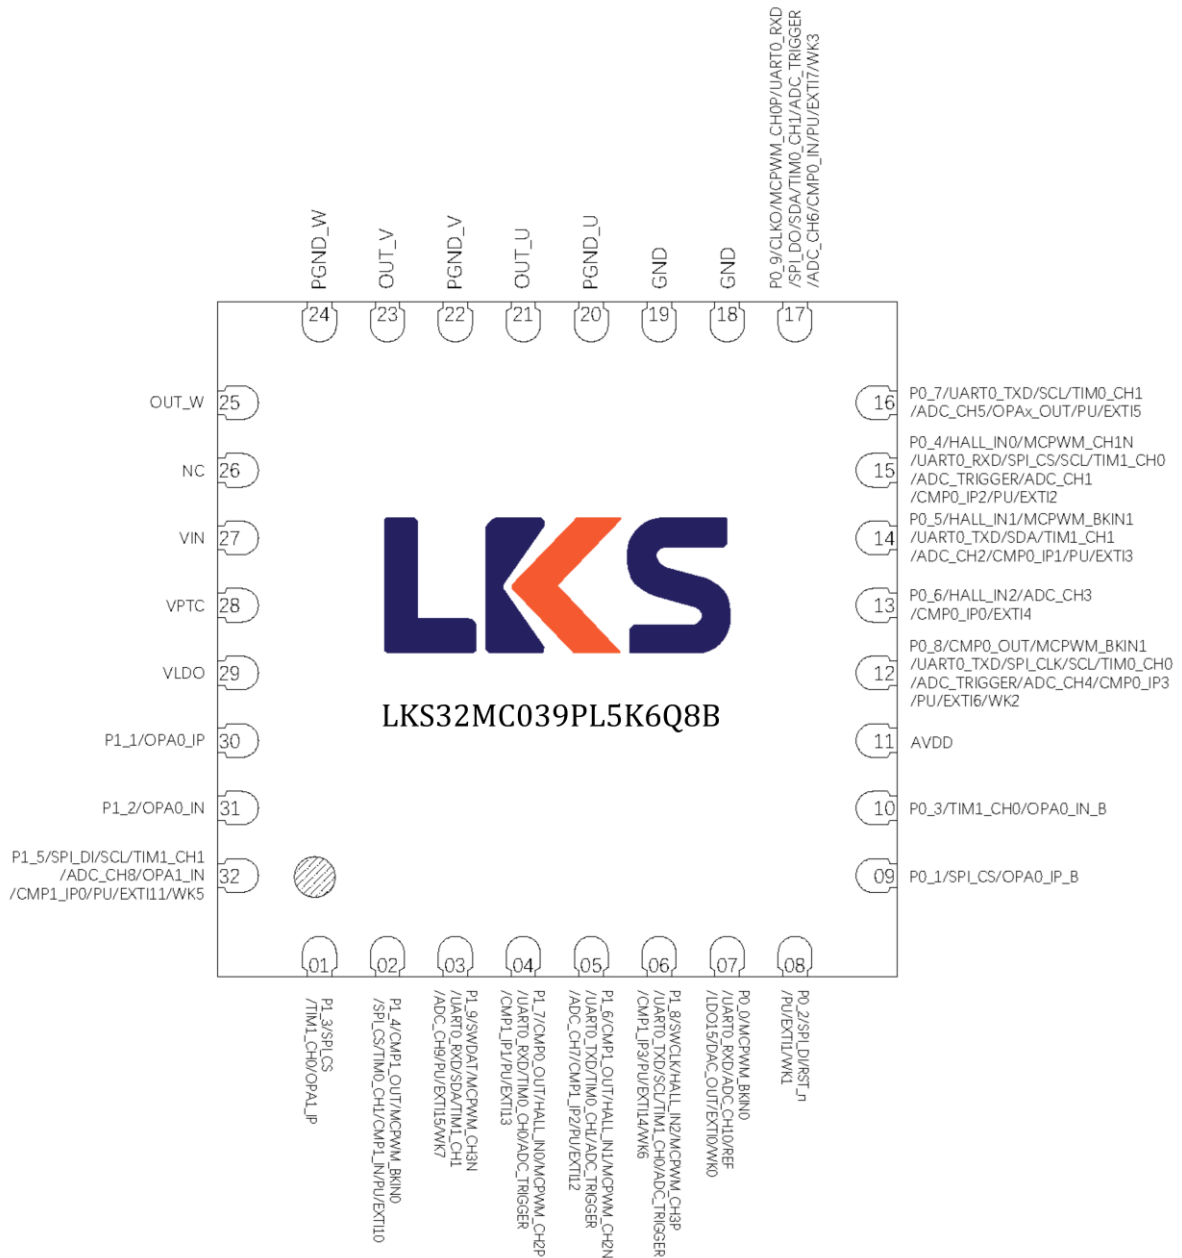 P0_9/CLKO/MCPWM_CH0P/UART0_RXD
/SPI_DO/SDA/TIM0_CH1/ADC_TRIGGER
/ADC_CH6/CMP0_IN/PU/EXTI7/WK3
PGND_W
OUT_V
PGND_V
OUT_U
PGND_U
GND
GND
24
23
22
21
20
19
18
17
OUT_W
25
NC
26
VIN
27
VPTC
28
VLDO
29
P1_1/OPA0_IP
30
P1_2/OPA0_IN
31
P1_5/SPI_DI/SCL/TIM1_CH1
/ADC_CH8/OPA1_IN
/CMP1_IP0/PU/EXTI11/WK5
32
LKS
LKS32MC039PL5K6Q8B
16
P0_7/UART0_TXD/SCL/TIM0_CH1
/ADC_CH5/OPAx_OUT/PU/EXTI5
15
P0_4/HALL_IN0/MCPWM_CH1N
/UART0_RXD/SPI_CS/SCL/TIM1_CH0
/ADC_TRIGGER/ADC_CH1
/CMP0_IP2/PU/EXTI2
14
P0_5/HALL_IN1/MCPWM_BKIN1
/UART0_TXD/SDA/TIM1_CH1
/ADC_CH2/CMP0_IP1/PU/EXTI3
13
P0_6/HALL_IN2/ADC_CH3
/CMP0_IP0/EXTI4
12
P0_8/CMP0_OUT/MCPWM_BKIN1
/UART0_TXD/SPI_CLK/SCL/TIM0_CH0
/ADC_TRIGGER/ADC_CH4/CMP0_IP3
/PU/EXTI6/WK2
11
AVDD
10
P0_3/TIM1_CH0/OPA0_IN_B
09
P0_1/SPI_CS/OPA0_IP_B
01
02
03
04
05
06
07
08
P1_3/SPI_CS
/TIM1_CH0/OPA1_IP
P1_4/CMP1_OUT/MCPWM_BKIN0
/SPI_CS/TIM0_CH1/CMP1_IN/PU/EXTI10
P1_9/SWDAT/MCPWM_CH3N
/UART0_RXD/SDA/TIM1_CH1
/ADC_CH9/PU/EXTI15/WK7
P1_7/CMP0_OUT/HALL_IN0/MCPWM_CH2P
/UART0_RXD/TIM0_CH0/ADC_TRIGGER
/CMP1_IP1/PU/EXTI13
P1_6/CMP1_OUT/HALL_IN1/MCPWM_CH2N
/UART0_TXD/TIM0_CH1/ADC_TRIGGER
/ADC_CH7/CMP1_IP2/PU/EXTI12
P1_8/SWCLK/HALL_IN2/MCPWM_CH3P
/UART0_TXD/SCL/TIM1_CH0/ADC_TRIGGER
/CMP1_IP3/PU/EXTI14/WK6
P0_0/MCPWM_BKIN0
/UART0_RXD/ADC_CH10/REF
/LDO15/DAC_OUT/EXTI0/WK0
P0_2/SPI_DI/RST_n
/PU/EXTI1/WK1